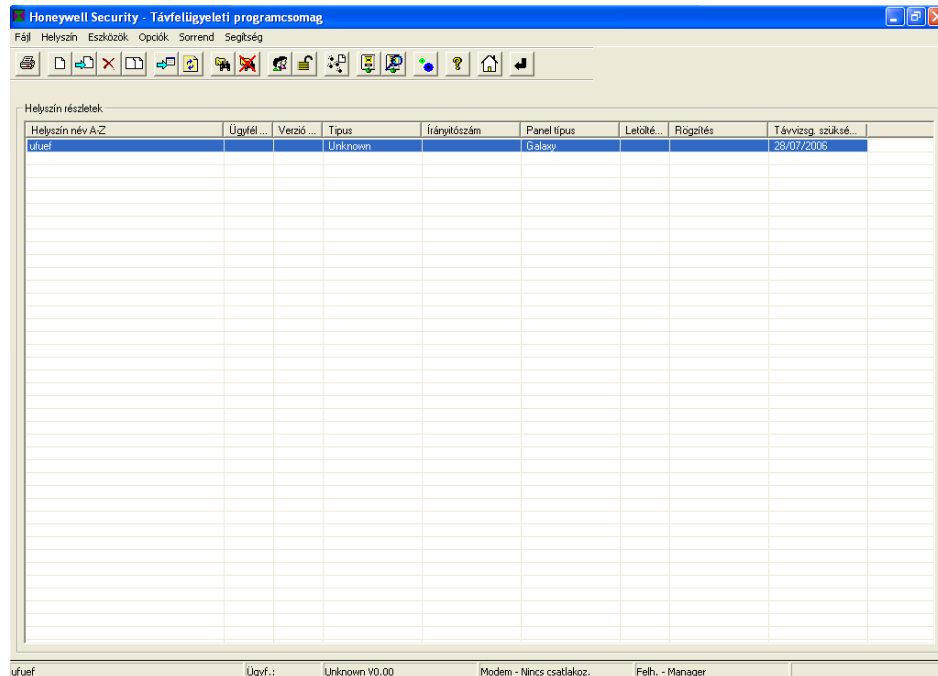 Honeywell Security - Távfelügyeleti programcsomag
Fájl Helyszín Eszközök Opciók Sorrend Segítség
Helyszín részletek
Helyszín név A-Z Ügyfél ... Verzió ... Típus Írányítószám Panel típus Letölté... Rögzítés Távvizsg. szüksé...
ufuef Unknown Galaxy 28/07/2006
ufuef Ügyf.: Unknown V0.00 Modem - Nincs csatlakoz. Felh. - Manager